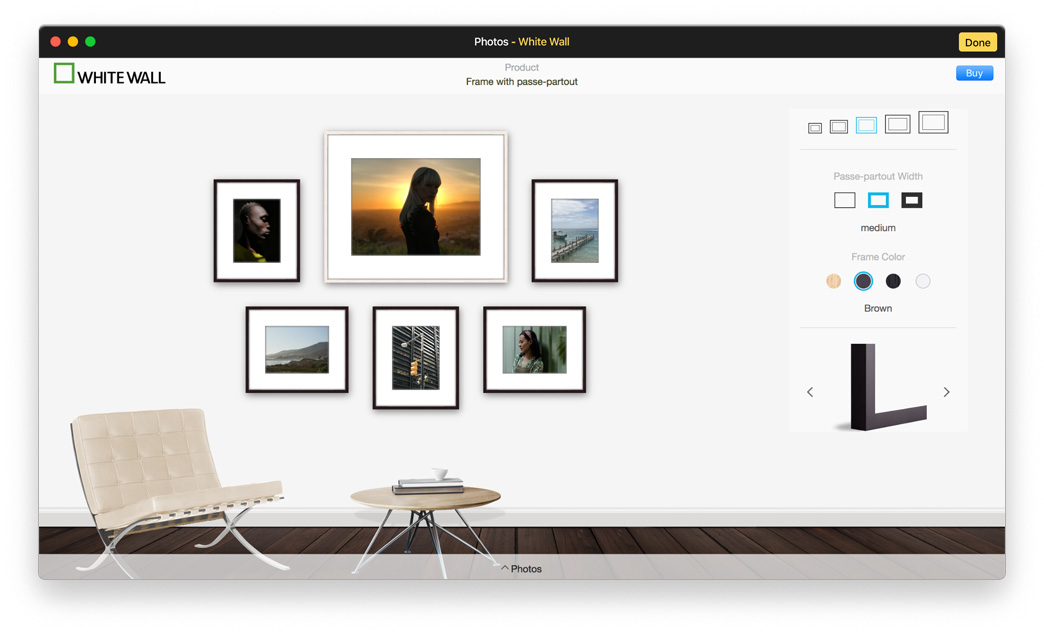 Photos - White Wall
Done
WHITE WALL
Product
Frame with passe-partout
Buy
Passe-partout Width
medium
Frame Color
Brown
Photos